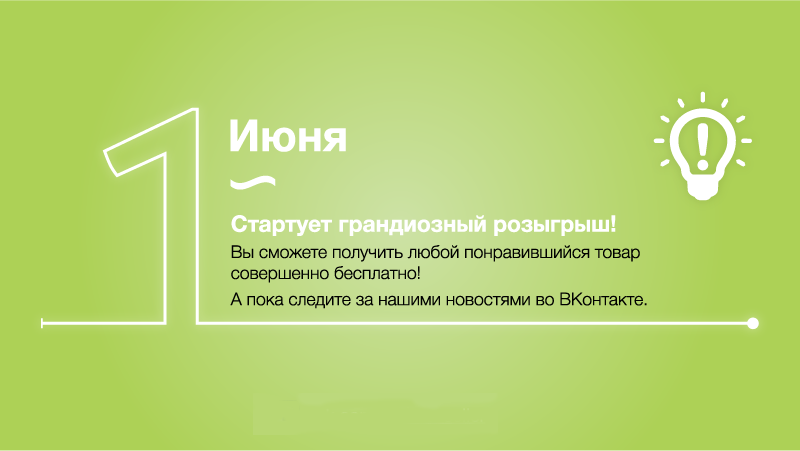 1
Июня
Стартует грандиозный розыгрыш!
Вы сможете получить любой понравившийся товар
совершенно бесплатно!
А пока следите за нашими новостями во ВКонтакте.